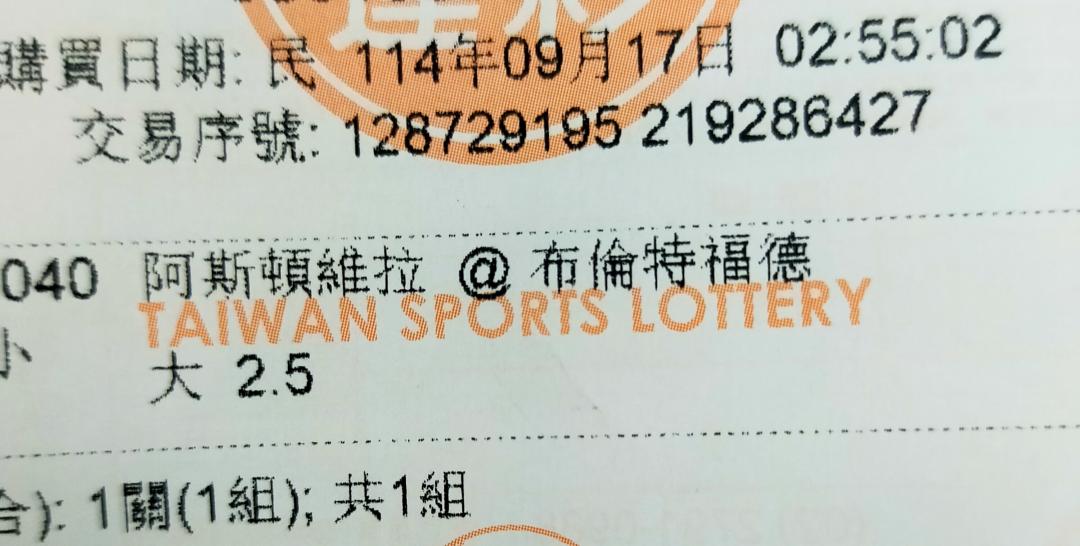 運彩
購買日期: 民 114年09月17日 02:55:02
交易序號: 128729195 219286427
040 阿斯頓維拉 @ 布倫特福德
TAIWAN SPORTS LOTTERY
小
大 2.5
合): 1關(1組); 共1組